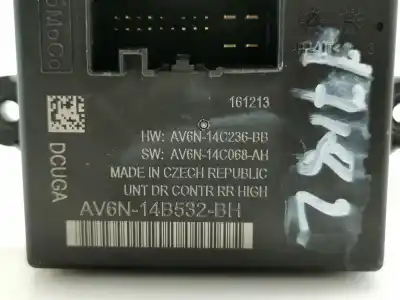 FoMoCo
161213
HW: AV6N-14C236-BB
SW: AV6N-14C068-AH
DCUGA
MADE IN CZECH REPUBLIC
UNT DR CONTR RR HIGH
AV6N-14B532-BH